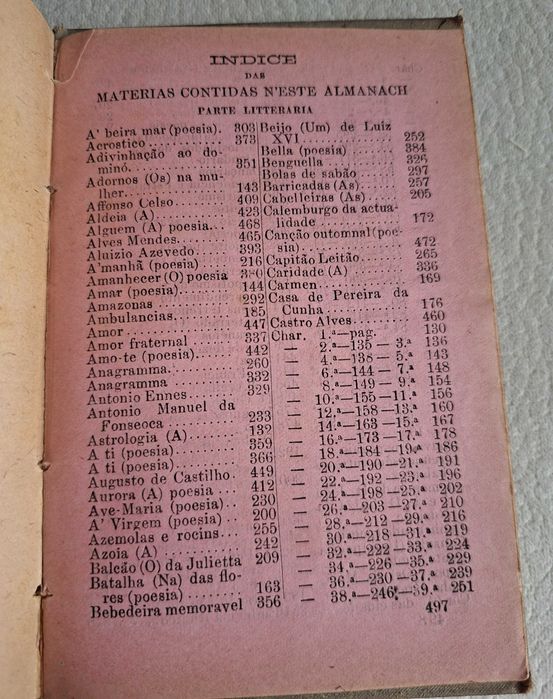 INDICE
DAS
MATERIAS CONTIDAS N'ESTE ALMANACH
PARTE LITTERARIA
A' beira mar (poesia). 303
Acrostico 373
Adivinhação ao do-
minó. 351
Adornos (Os) na mu-
lher. 143
Affonso Celso 409
Aldeia (A) 423
Alguem (A) poesia... 468
Alves Mendes. 465
Aluizio Azevedo. 393
A'manhã (poesia) 216
Amanhecer (O) poesia 380
Amar (poesia) 144
Amazonas 292
Ambulancias. 185
Amor 447
Amor fraternal 337
Amo-te (poesia) 442
Anagramma. 260
Anagramma 332
Antonio Ennes 329
Antonio Manuel da
Fonseoca 233
Astrologia (A) 132
A ti (poesia) 359
A ti (poesia) 366
Augusto de Castilho. 449
Aurora (A) poesia ... 412
Ave-Maria (poesia) 230
A' Virgem (poesia) 200
Azemolas e rocins... 255
Azoia (A) 242
Balcão (O) da Julietta 209
Batalha (Na) das flo-
res (poesia) 163
Bebedeira memoravel 356
Beijo (Um) de Luiz
XVI 252
Bella (poesia) 384
Benguella 326
Bolas de sabão 297
Barricadas (As) 257
Cabelleiras (As) 205
Calemburgo da actua-
lidade 172
Canção outomnal (poe-
sia) 472
Capitão Leitão 265
Caridade (A) 336
Carmen 169
Casa de Pereira da
Cunha 176
Castro Alves 460
Char. 1.ª—pag. 130
— 2.ª—135 — 3.ª 136
— 4.ª—138 — 5.ª 143
— 6.ª—144 — 7.ª 148
— 8.ª—149 — 9.ª 154
— 10.ª—155—11.ª 156
— 12.ª—158—13.ª 160
— 14.ª—163—15.ª 167
— 16.ª—173—17.ª 178
— 18.ª—184—19.ª 186
— 20.ª—190—21.ª 191
— 22.ª—192—23.ª 196
— 24.ª—198—25.ª 202
— 26.ª—203—27.ª 210
— 28.ª—212—29.ª 216
— 30.ª—218—31.ª 219
— 32.ª—222—33.ª 224
— 34.ª—226—35.ª 229
— 36.ª—230—37.ª 239
— 38.ª—246—39.ª 251
497